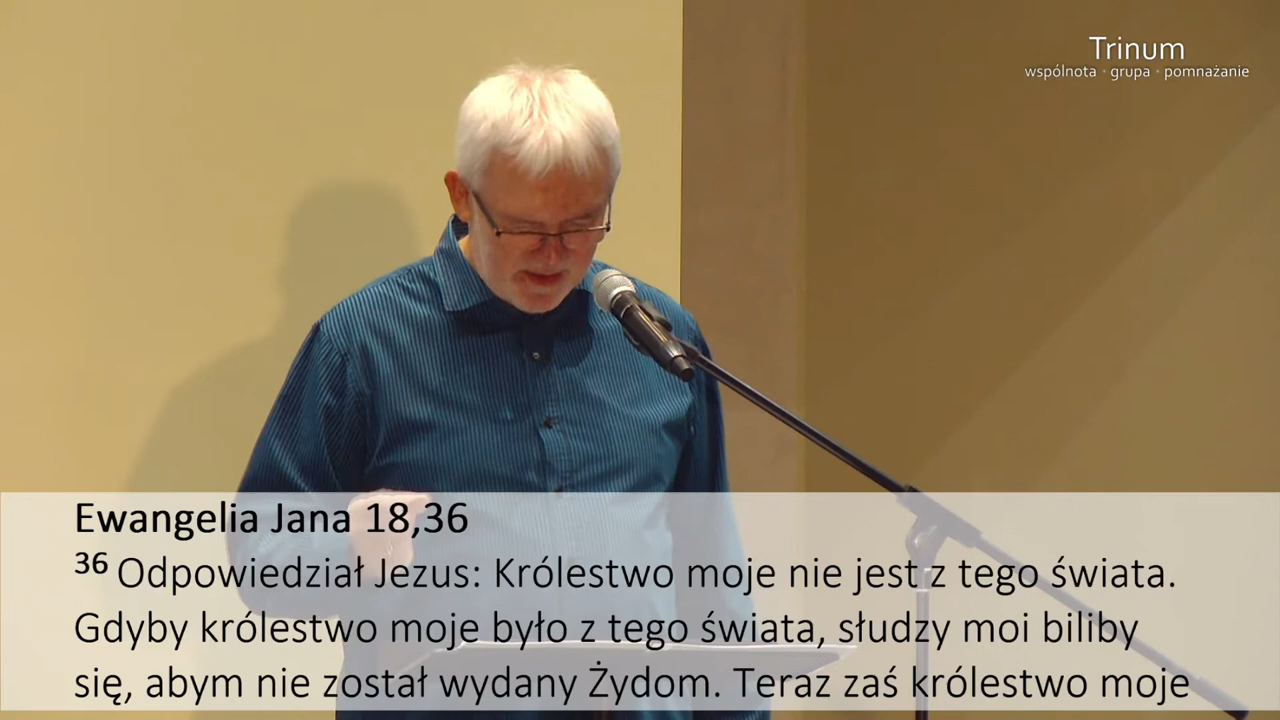 Trinum
wspólnota · grupa · pomnażanie
Ewangelia Jana 18,36
36 Odpowiedział Jezus: Królestwo moje nie jest z tego świata.
Gdyby królestwo moje było z tego świata, słudzy moi biliby
się, abym nie został wydany Żydom. Teraz zaś królestwo moje